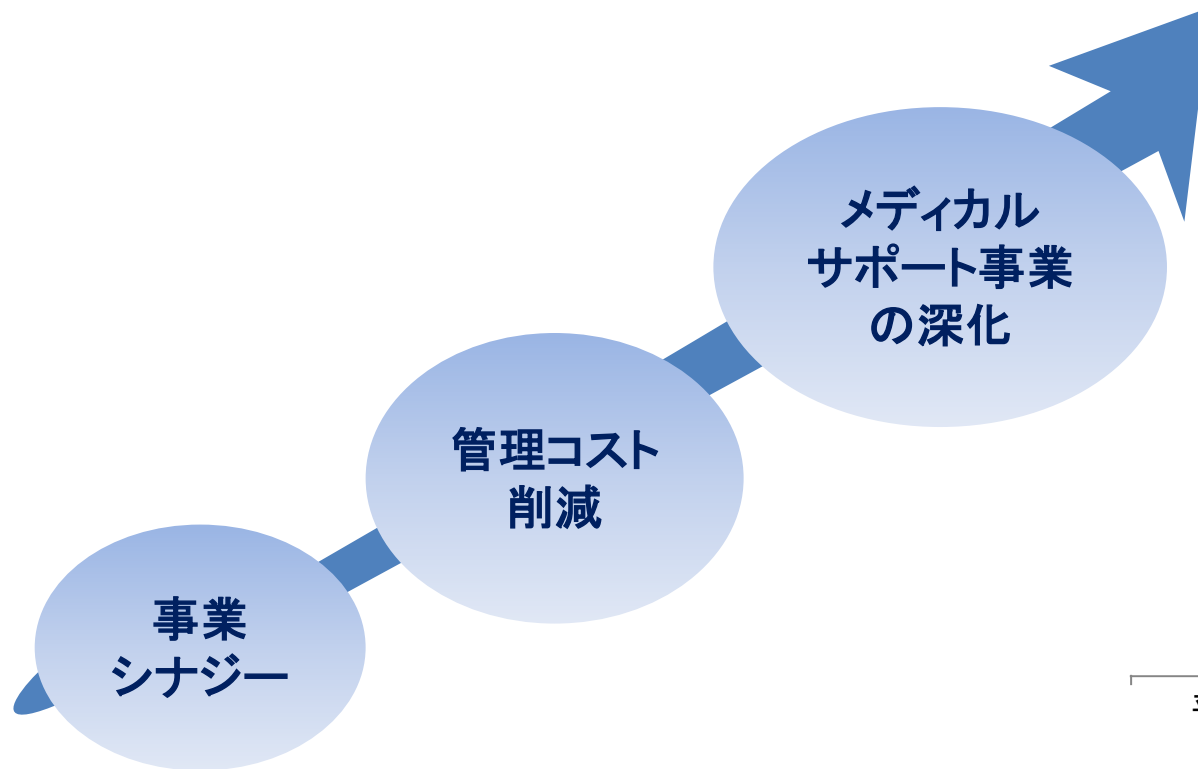 メディカル
サポート事業
の深化
管理コスト
削減
事業
シナジー